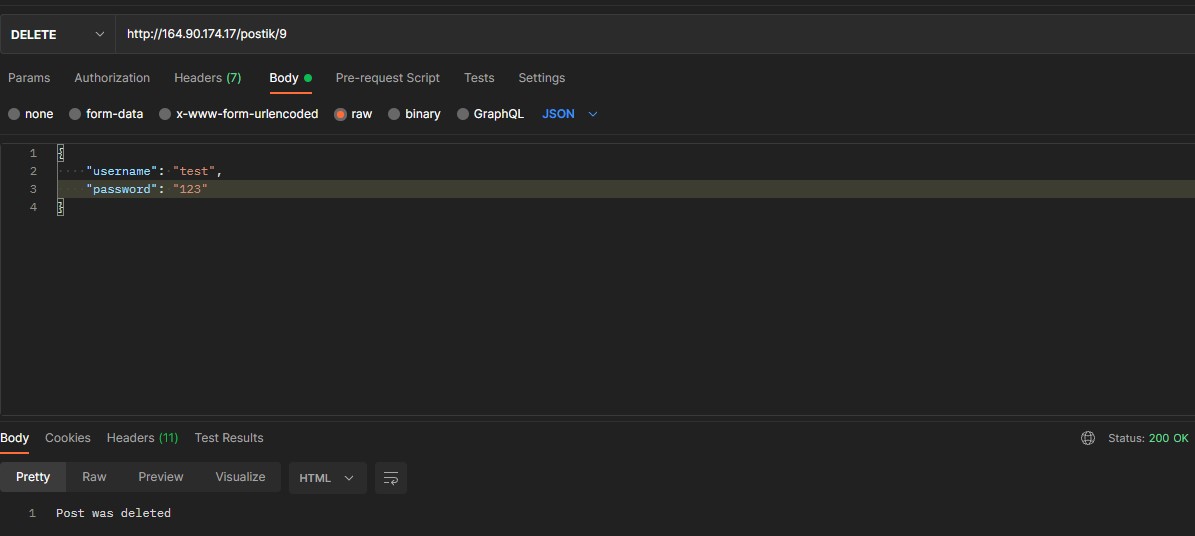 DELETE http://164.90.174.17/postik/9
Params Authorization Headers (7) Body Pre-request Script Tests Settings
none form-data x-www-form-urlencoded raw binary GraphQL JSON
1 {
2 "username": "test",
3 "password": "123"
4 }
Body Cookies Headers (11) Test Results Status: 200 OK
Pretty Raw Preview Visualize HTML
1 Post was deleted